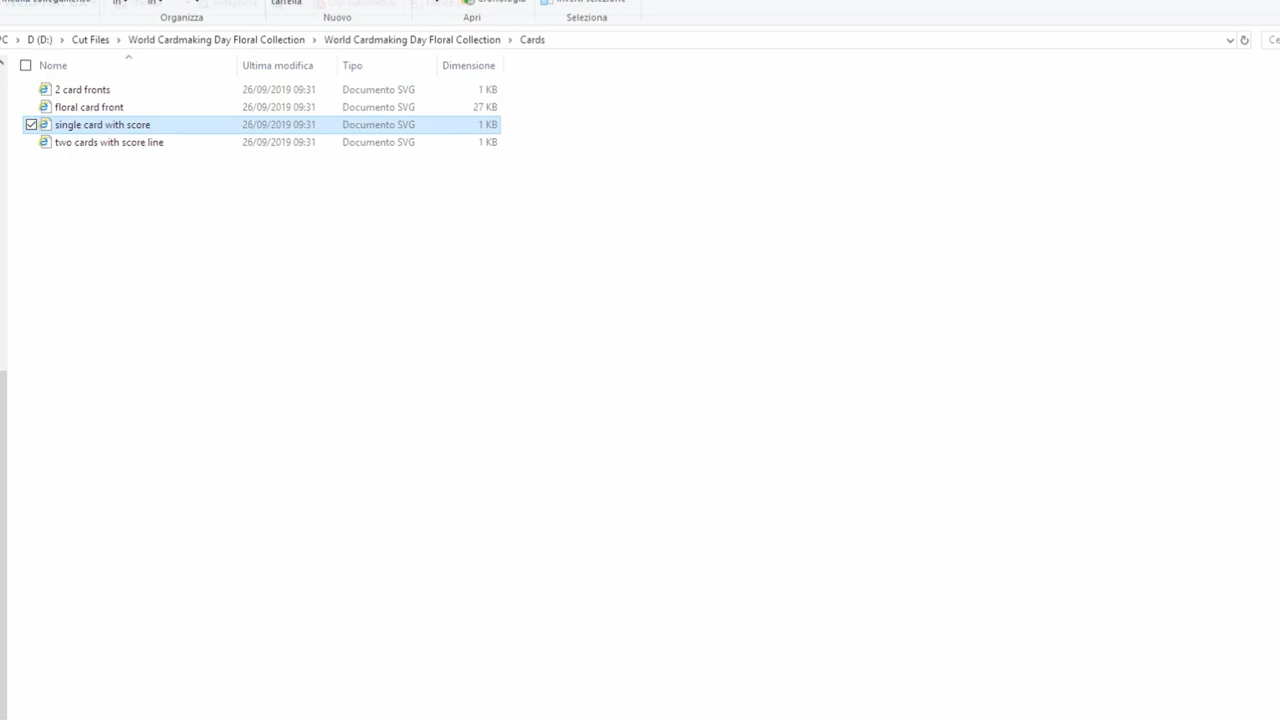 cartella
Organizza Nuovo Apri Seleziona
PC > D (D:) > Cut Files > World Cardmaking Day Floral Collection > World Cardmaking Day Floral Collection > Cards
Nome Ultima modifica Tipo Dimensione
2 card fronts 26/09/2019 09:31 Documento SVG 1 KB
floral card front 26/09/2019 09:31 Documento SVG 27 KB
single card with score 26/09/2019 09:31 Documento SVG 1 KB
two cards with score line 26/09/2019 09:31 Documento SVG 1 KB